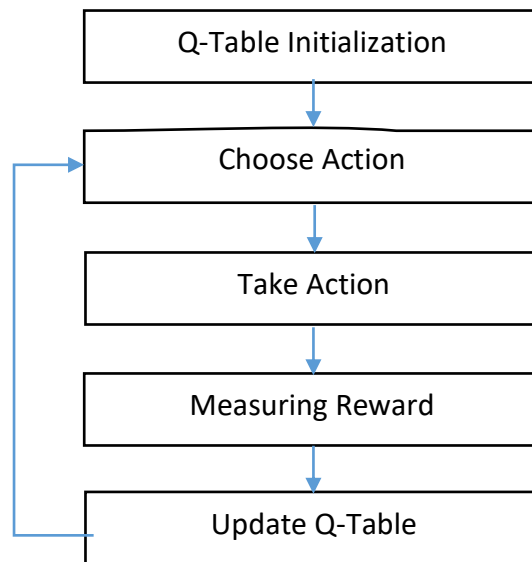 Q-Table Initialization
Choose Action
Take Action
Measuring Reward
Update Q-Table